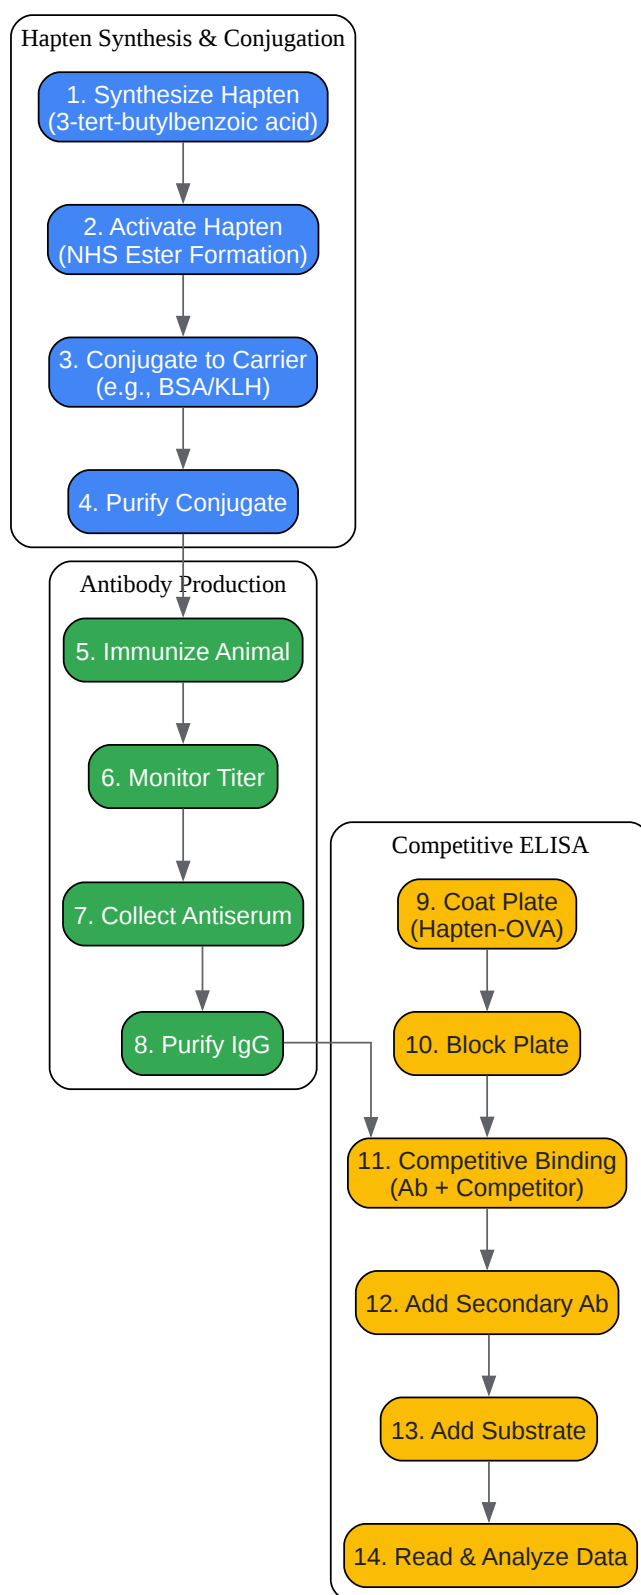 Hapten Synthesis & Conjugation
1. Synthesize Hapten
(3-tert-butylbenzoic acid)
2. Activate Hapten
(NHS Ester Formation)
3. Conjugate to Carrier
(e.g., BSA/KLH)
4. Purify Conjugate
Antibody Production
5. Immunize Animal
6. Monitor Titer
7. Collect Antiserum
8. Purify IgG
Competitive ELISA
9. Coat Plate
(Hapten-OVA)
10. Block Plate
11. Competitive Binding
(Ab + Competitor)
12. Add Secondary Ab
13. Add Substrate
14. Read & Analyze Data